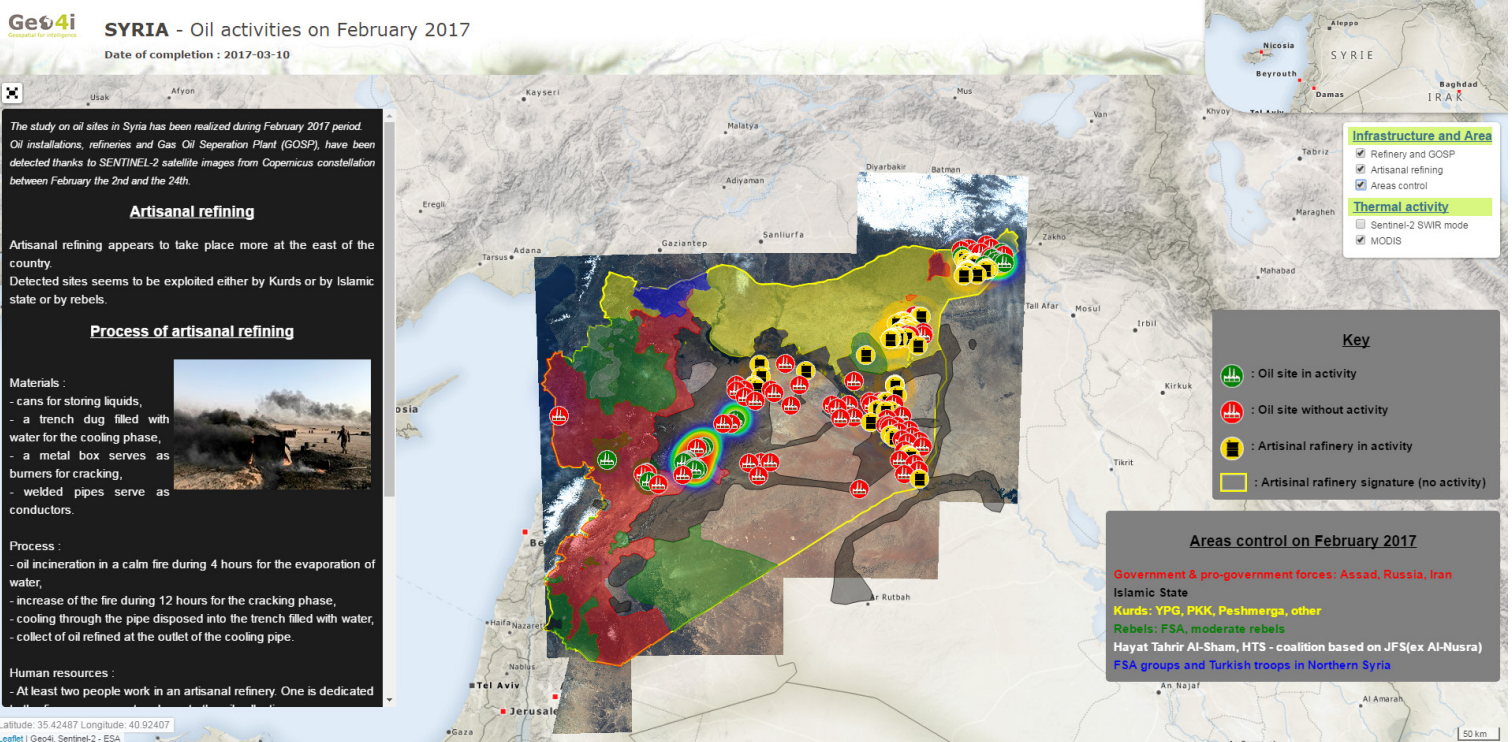 Geo4i
Geospatial for Intelligence
SYRIA - Oil activities on February 2017
Date of completion : 2017-03-10
Aleppo
Nicosia
SYRIE
Beyrouth
Damas
Baghdad
IRAK
Tel Aviv
The study on oil sites in Syria has been realized during February 2017 period.
Oil installations, refineries and Gas Oil Seperation Plant (GOSP), have been
detected thanks to SENTINEL-2 satellite images from Copernicus constellation
between February the 2nd and the 24th.
Artisanal refining
Artisanal refining appears to take place more at the east of the
country.
Detected sites seems to be exploited either by Kurds or by Islamic
state or by rebels.
Process of artisanal refining
Materials :
- cans for storing liquids,
- a trench dug filled with
water for the cooling phase,
- a metal box serves as
burners for cracking,
- welded pipes serve as
conductors.
Process :
- oil incineration in a calm fire during 4 hours for the evaporation of
water,
- increase of the fire during 12 hours for the cracking phase,
- cooling through the pipe disposed into the trench filled with water,
- collect of oil refined at the outlet of the cooling pipe.
Human resources :
- At least two people work in an artisanal refinery. One is dedicated
Latitude: 35.42487 Longitude: 40.92407
Leaflet | Geo4i, Sentinel-2 - ESA
Usak
Afyon
Kayseri
Mus
Van
Khvoy
Malatya
Tabriz
Diyarbakir
Batman
Adiyaman
Eregli
Maragheh
Sanliurfa
Gaziantep
Zakho
Adana
Tarsus
Mahabad
Tall Afar
Mosul
Irbil
Kirkuk
osia
Tikrit
Be
Ar Rutbah
Haifa
Nazaret
Nablus
Tel Aviv
Jerusale
Gaza
An Najaf
Al Amarah
50 km
Infrastructure and Area
Refinery and GOSP
Artisanal refining
Areas control
Thermal activity
Sentinel-2 SWIR mode
MODIS
Key
: Oil site in activity
: Oil site without activity
: Artisinal rafinery in activity
: Artisinal rafinery signature (no activity)
Areas control on February 2017
Government & pro-government forces: Assad, Russia, Iran
Islamic State
Kurds: YPG, PKK, Peshmerga, other
Rebels: FSA, moderate rebels
Hayat Tahrir Al-Sham, HTS - coalition based on JFS(ex Al-Nusra)
FSA groups and Turkish troops in Northern Syria